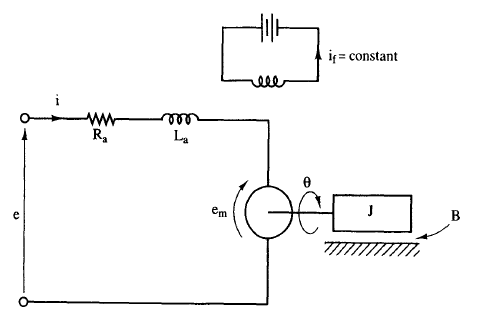 i_f = constant
i
R_a
L_a
θ
e_m
J
e
B